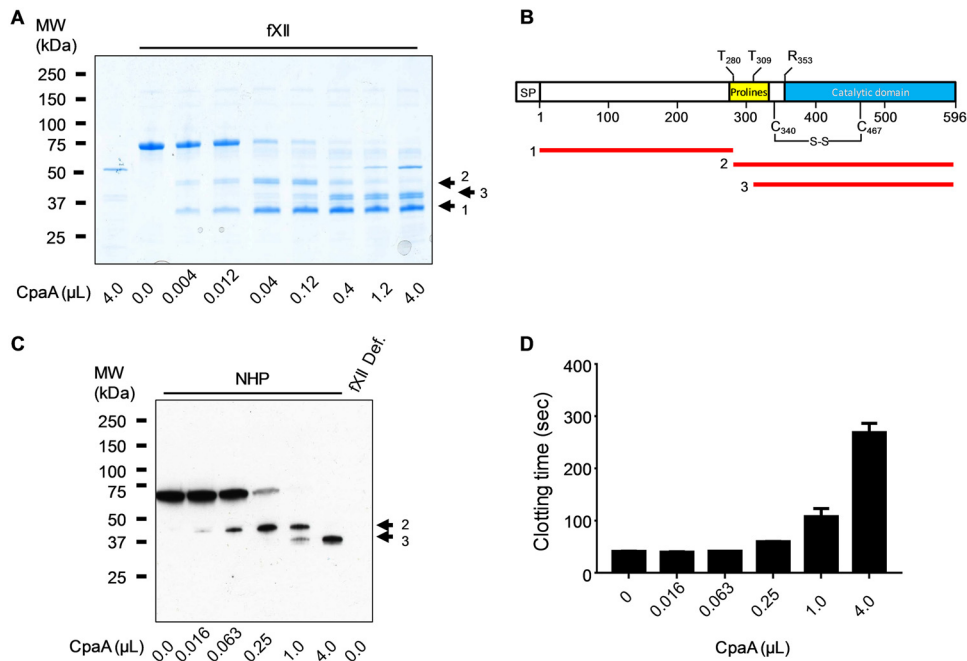 A
MW
(kDa)
fXII
250
150
100
75
50
37
25
2
3
1
CpaA (µL)
4.0
0.0
0.004
0.012
0.04
0.12
0.4
1.2
4.0
B
T280
T309
R353
SP
Prolines
Catalytic domain
1
100
200
300
400
500
596
C340
S-S
C467
1
2
3
C
MW
(kDa)
NHP
fXII Def.
250
150
100
75
50
37
25
2
3
CpaA (µL)
0.0
0.016
0.063
0.25
1.0
4.0
0.0
D
Clotting time (sec)
400
300
200
100
0
0
0.016
0.063
0.25
1.0
4.0
CpaA (µL)